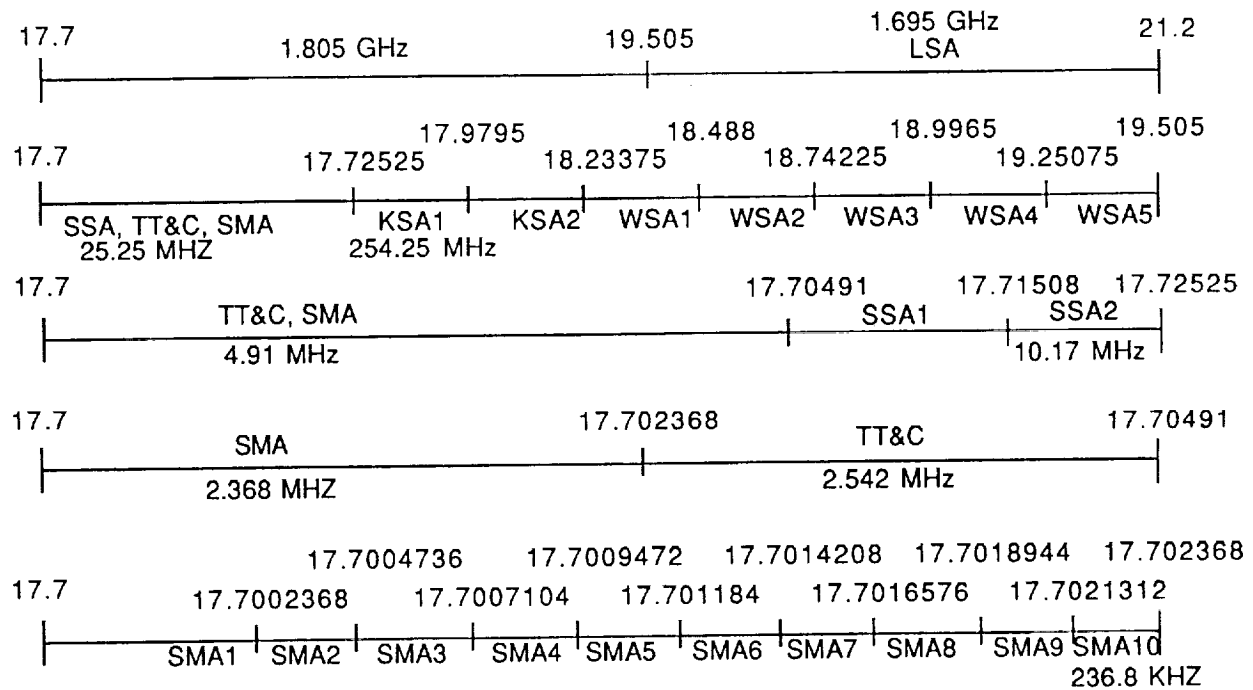 17.7 1.805 GHz 19.505 1.695 GHz LSA 21.2
17.9795 18.488 18.9965 19.505
17.7 17.72525 18.23375 18.74225 19.25075
SSA, TT&C, SMA KSA1 KSA2 WSA1 WSA2 WSA3 WSA4 WSA5
25.25 MHZ 254.25 MHz
17.7 17.70491 17.71508 17.72525
TT&C, SMA SSA1 SSA2
4.91 MHz 10.17 MHz
17.7 17.702368 17.70491
SMA TT&C
2.368 MHZ 2.542 MHz
17.7004736 17.7009472 17.7014208 17.7018944 17.702368
17.7 17.7002368 17.7007104 17.701184 17.7016576 17.7021312
SMA1 SMA2 SMA3 SMA4 SMA5 SMA6 SMA7 SMA8 SMA9 SMA10
236.8 KHZ